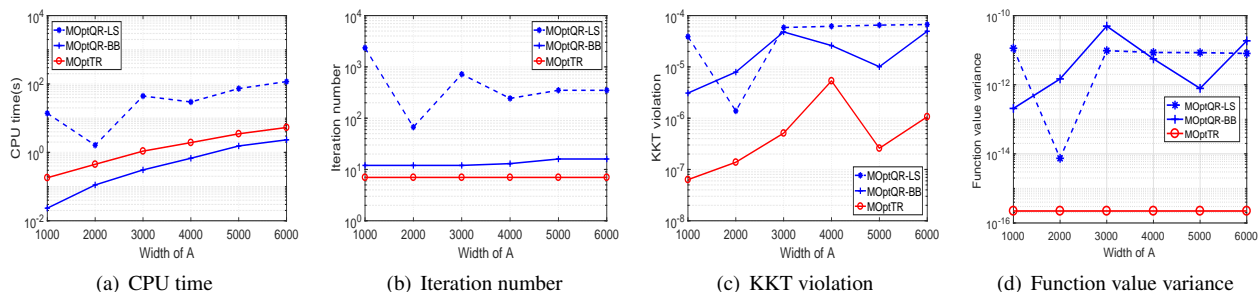 CPU time(s)
10^6
10^4
10^2
10^0
10^-2
MOptQR-LS
MOptQR-BB
MOptTR
1000 2000 3000 4000 5000 6000
Width of A
(a) CPU time
Iteration number
10^4
10^3
10^2
10^1
10^0
MOptQR-LS
MOptQR-BB
MOptTR
1000 2000 3000 4000 5000 6000
Width of A
(b) Iteration number
KKT violation
10^-4
10^-5
10^-6
10^-7
10^-8
MOptQR-LS
MOptQR-BB
MOptTR
1000 2000 3000 4000 5000 6000
Width of A
(c) KKT violation
Function value variance
10^-10
10^-12
10^-14
10^-16
MOptQR-LS
MOptQR-BB
MOptTR
1000 2000 3000 4000 5000 6000
Width of A
(d) Function value variance